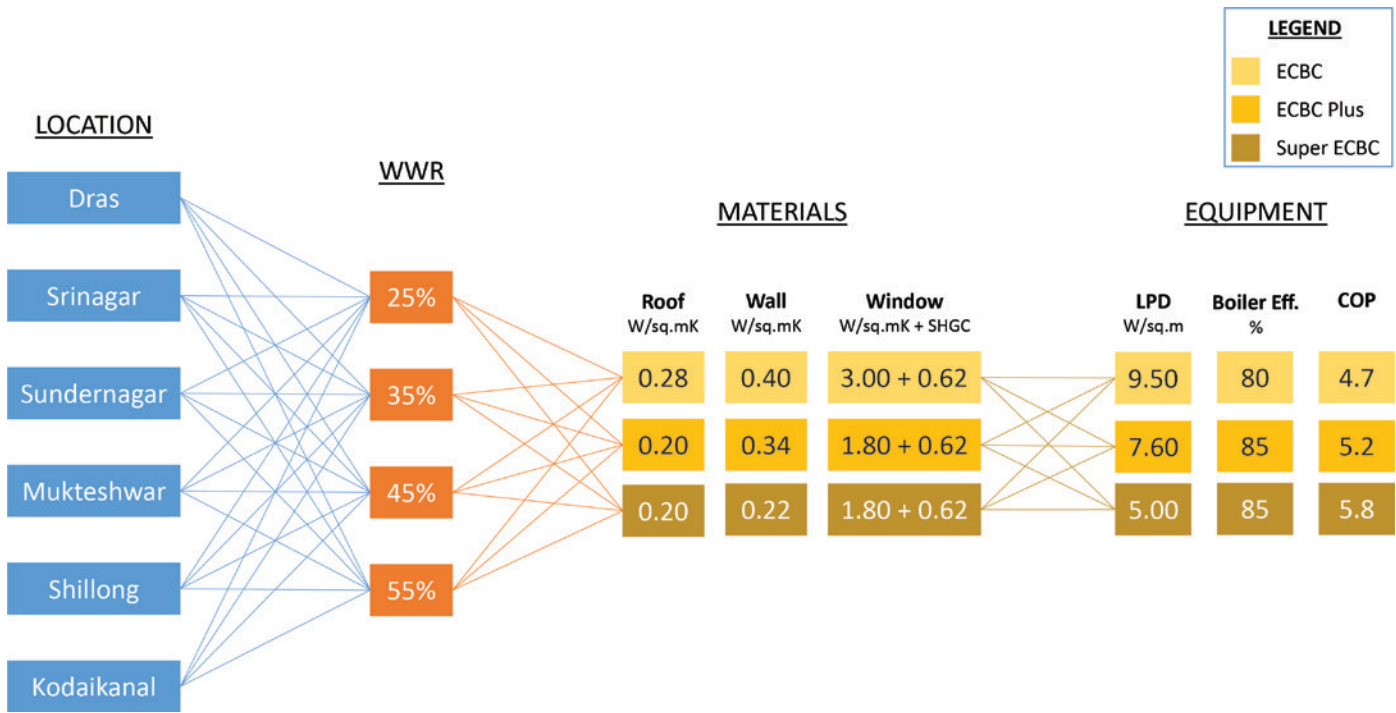 LEGEND
ECBC
ECBC Plus
Super ECBC
LOCATION
Dras
Srinagar
Sundernagar
Mukteshwar
Shillong
Kodaikanal
WWR
25%
35%
45%
55%
MATERIALS
EQUIPMENT
Roof Wall Window LPD Boiler Eff. COP
W/sq.mK W/sq.mK W/sq.mK + SHGC W/sq.m %
0.28 0.40 3.00 + 0.62 9.50 80 4.7
0.20 0.34 1.80 + 0.62 7.60 85 5.2
0.20 0.22 1.80 + 0.62 5.00 85 5.8